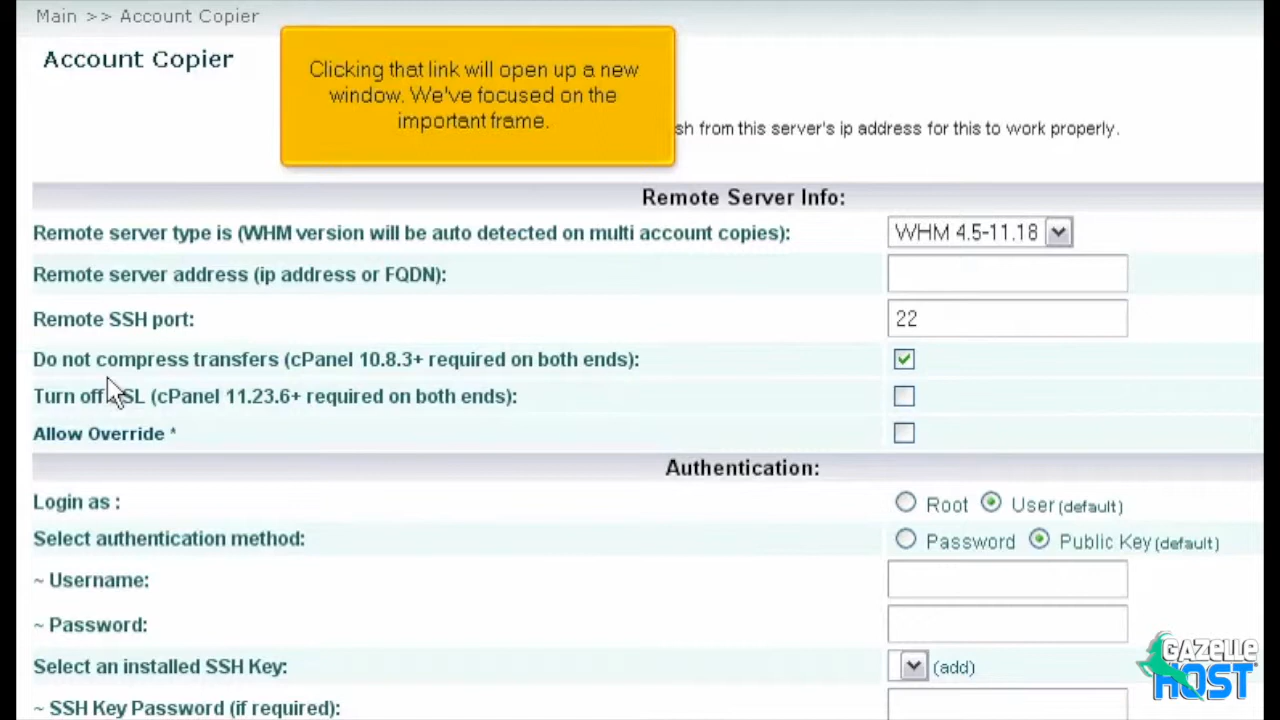 Main >> Account Copier
Account Copier
Clicking that link will open up a new
window. We've focused on the
important frame.
sh from this server's ip address for this to work properly.
Remote Server Info:
Remote server type is (WHM version will be auto detected on multi account copies):
WHM 4.5-11.18
Remote server address (ip address or FQDN):
Remote SSH port:
22
Do not compress transfers (cPanel 10.8.3+ required on both ends):
Turn off SSL (cPanel 11.23.6+ required on both ends):
Allow Override *
Authentication:
Login as :
Root User (default)
Select authentication method:
Password Public Key (default)
~ Username:
~ Password:
Select an installed SSH Key:
(add)
~ SSH Key Password (if required):
GAZELLE
HOST